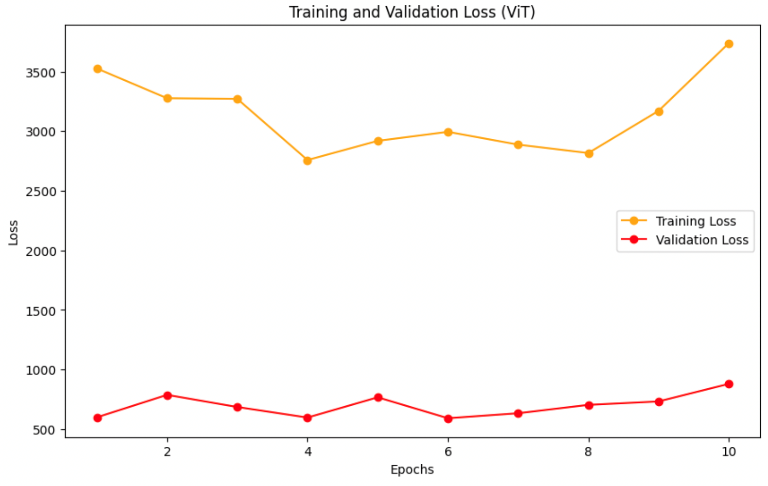 Training and Validation Loss (ViT)
3500
3000
2500
2000
1500
1000
500
Loss
Training Loss
Validation Loss
2
4
6
8
10
Epochs